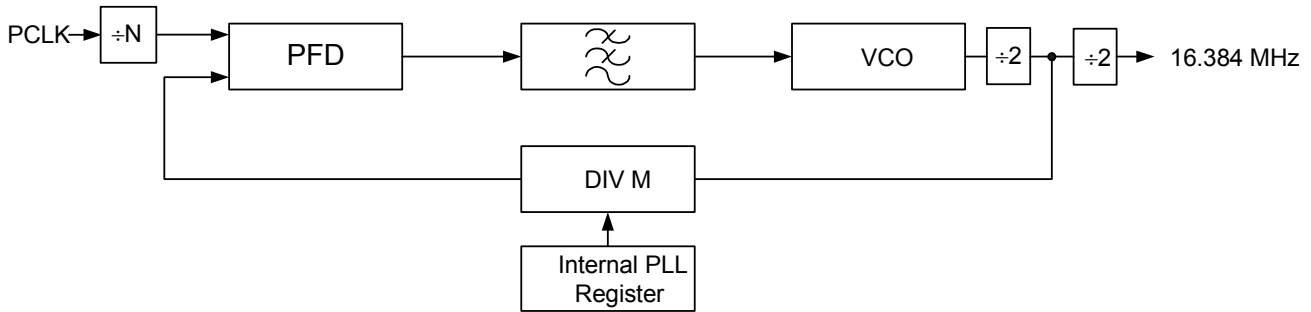 PCLK
÷N
PFD
VCO
÷2
÷2
16.384 MHz
DIV M
Internal PLL
Register